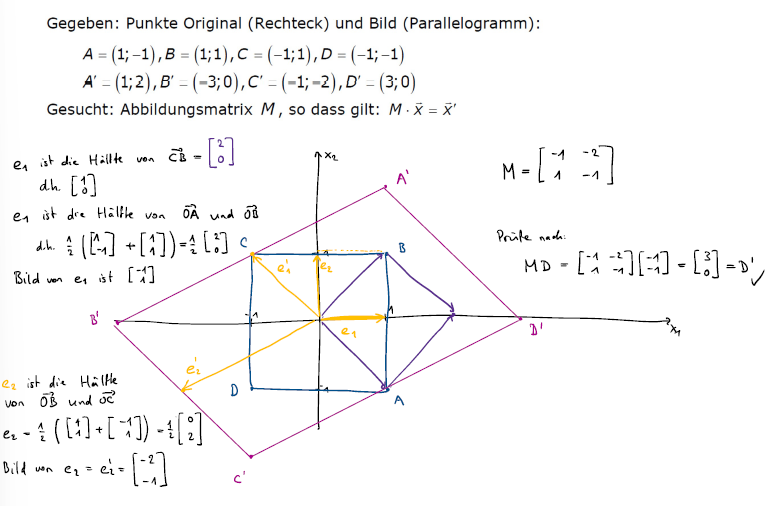 Gegeben: Punkte Original (Rechteck) und Bild (Parallelogramm):
A = (1; −1), B = (1;1), C = (−1;1), D = (−1; −1)
A' = (1;2), B' = (−3;0), C' = (−1; −2), D' = (3;0)
Gesucht: Abbildungsmatrix M, so dass gilt: M · x⃗ = x⃗'
e₁ ist die Hälfte von C⃗B = [2 0]
d.h. [1 0]
e₁ ist die Hälfte von O⃗A und O⃗B
d.h. 1/2 ([1 −1] + [1 1]) = 1/2 [2 0]
Bild von e₁ ist [−1 1]
e₂ ist die Hälfte
von O⃗B und O⃗C
e₂ = 1/2 ([1 1] + [−1 1]) = 1/2 [0 2]
Bild von e₂ = e₂' = [−2 −1]
M = [−1 −2
1 −1]
Prüfe nach:
MD = [−1 −2 1 −1] [−1 −1] = [3 0] = D' ✓
x₂
A'
C
B
e₁'
e₂
1
B'
1
1
e₁
D'
x₁
e₂'
D
1
A
C'